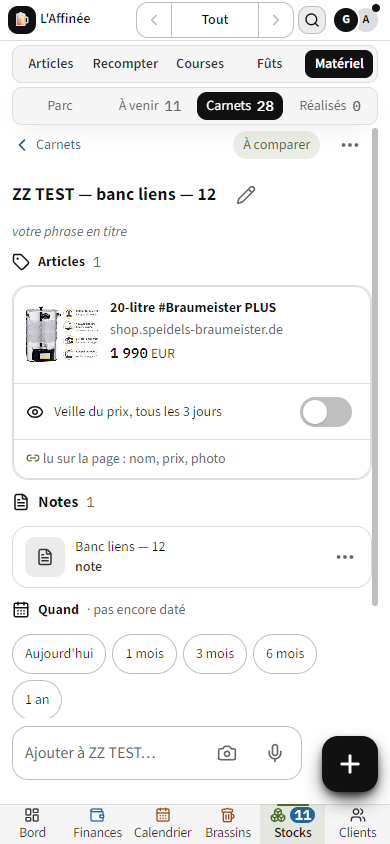 L'Affinée
Tout
G
A
Articles
Recompter
Courses
Fûts
Matériel
Parc
À venir 11
Carnets 28
Réalisés 0
Carnets
À comparer
ZZ TEST — banc liens — 12
votre phrase en titre
Articles 1
20-litre #Braumeister PLUS
shop.speidels-braumeister.de
1 990 EUR
Veille du prix, tous les 3 jours
lu sur la page : nom, prix, photo
Notes 1
Banc liens — 12
note
Quand · pas encore daté
Aujourd'hui
1 mois
3 mois
6 mois
1 an
Ajouter à ZZ TEST…
11
Bord
Finances
Calendrier
Brassins
Stocks
Clients